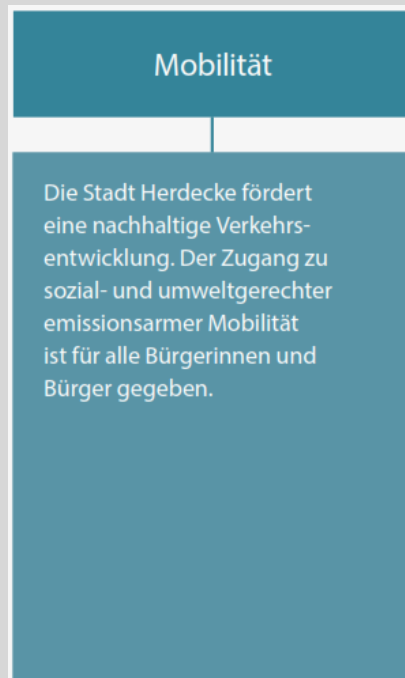 Mobilität
Die Stadt Herdecke fördert
eine nachhaltige Verkehrs-
entwicklung. Der Zugang zu
sozial- und umweltgerechter
emissionsarmer Mobilität
ist für alle Bürgerinnen und
Bürger gegeben.